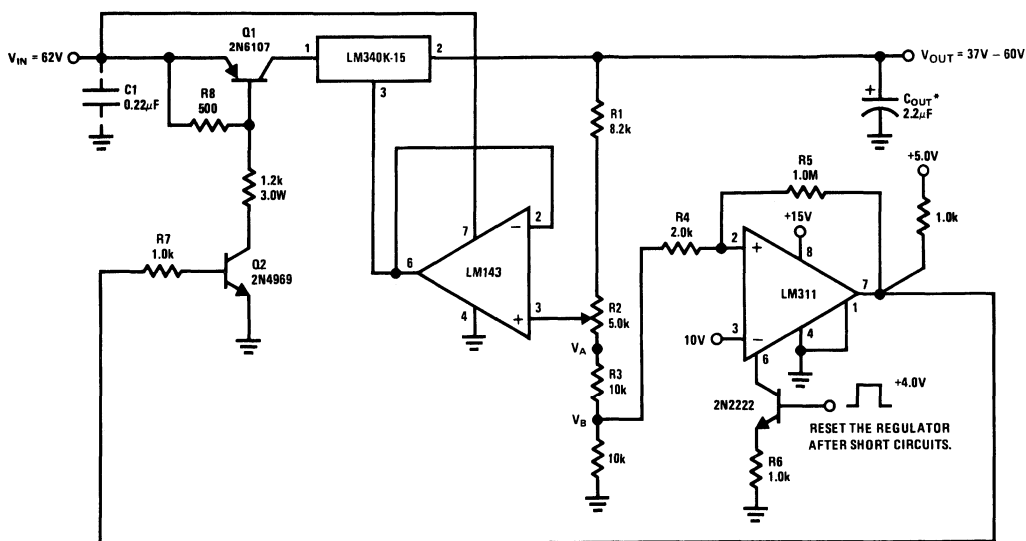 V_IN = 62V
C1
0.22μF
Q1
2N6107
R8
500
1
LM340K-15
2
3
1.2k
3.0W
R7
1.0k
Q2
2N4969
7
2
−
6
LM143
4
3
+
R1
8.2k
R2
5.0k
V_A
R3
10k
V_B
10k
V_OUT = 37V – 60V
+
C_OUT*
2.2μF
+5.0V
1.0k
R5
1.0M
R4
2.0k
+15V
2
+
8
LM311
7
1
10V
3
−
4
6
2N2222
+4.0V
RESET THE REGULATOR
AFTER SHORT CIRCUITS.
R6
1.0k